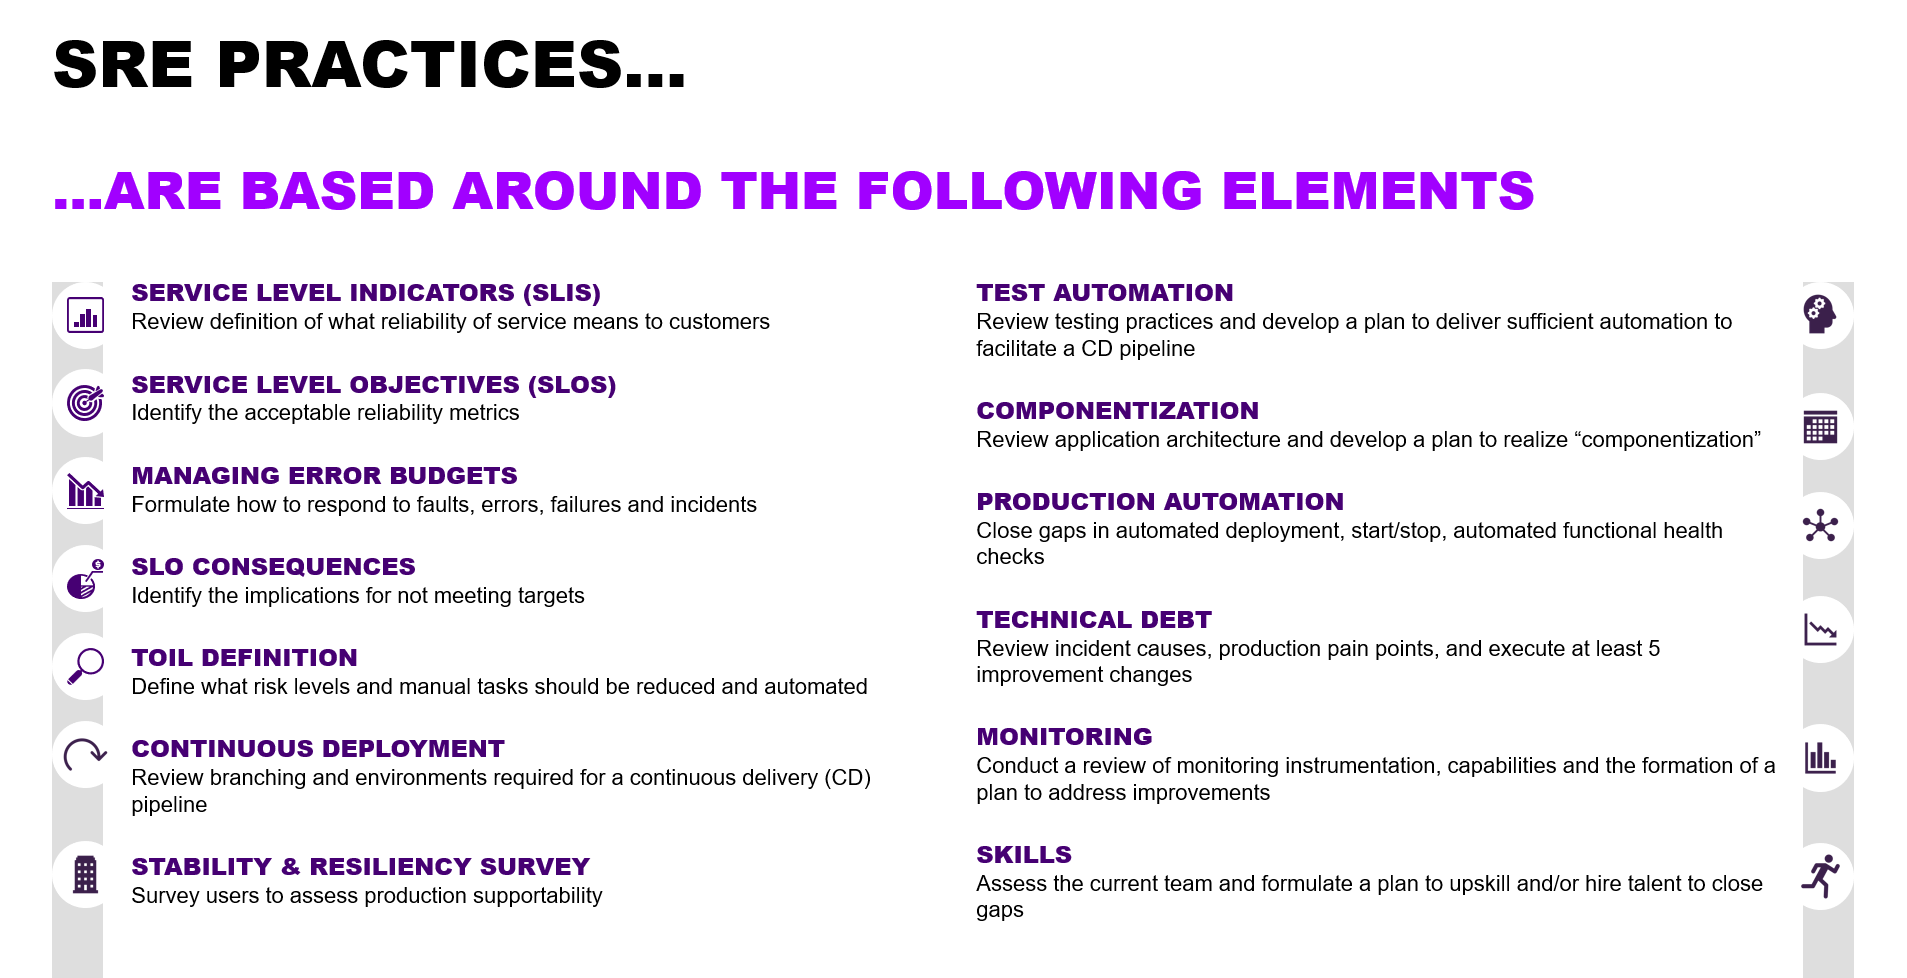 SRE PRACTICES...
...ARE BASED AROUND THE FOLLOWING ELEMENTS
SERVICE LEVEL INDICATORS (SLIS)
Review definition of what reliability of service means to customers
SERVICE LEVEL OBJECTIVES (SLOS)
Identify the acceptable reliability metrics
MANAGING ERROR BUDGETS
Formulate how to respond to faults, errors, failures and incidents
SLO CONSEQUENCES
Identify the implications for not meeting targets
TOIL DEFINITION
Define what risk levels and manual tasks should be reduced and automated
CONTINUOUS DEPLOYMENT
Review branching and environments required for a continuous delivery (CD)
pipeline
STABILITY & RESILIENCY SURVEY
Survey users to assess production supportability
TEST AUTOMATION
Review testing practices and develop a plan to deliver sufficient automation to
facilitate a CD pipeline
COMPONENTIZATION
Review application architecture and develop a plan to realize “componentization”
PRODUCTION AUTOMATION
Close gaps in automated deployment, start/stop, automated functional health
checks
TECHNICAL DEBT
Review incident causes, production pain points, and execute at least 5
improvement changes
MONITORING
Conduct a review of monitoring instrumentation, capabilities and the formation of a
plan to address improvements
SKILLS
Assess the current team and formulate a plan to upskill and/or hire talent to close
gaps